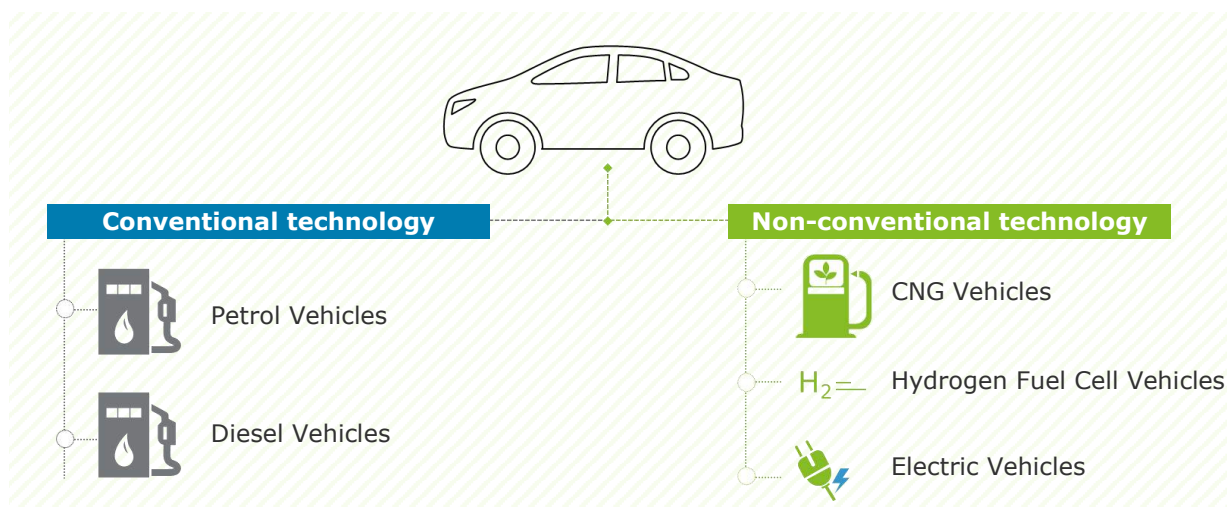 Conventional technology
Petrol Vehicles
Diesel Vehicles
Non-conventional technology
CNG Vehicles
H₂
Hydrogen Fuel Cell Vehicles
Electric Vehicles